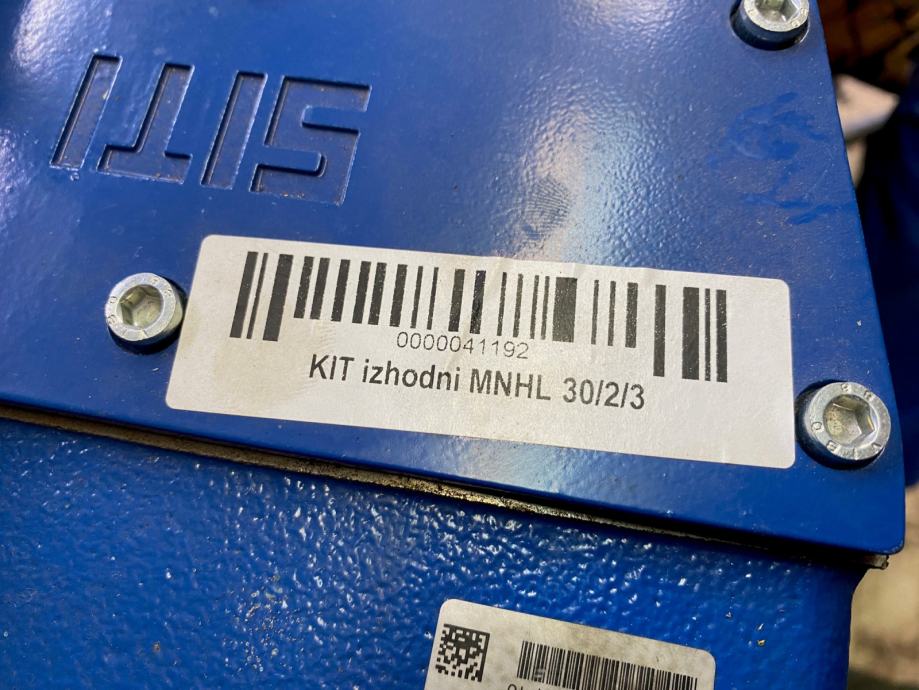 SITI
0000041192
KIT izhodni MNHL 30/2/3